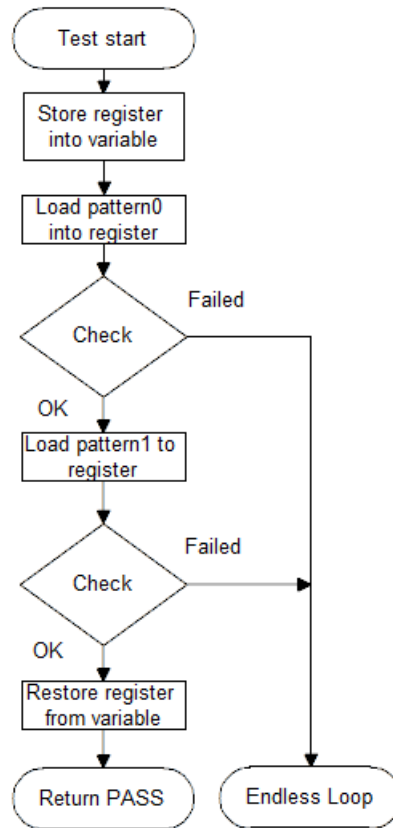 Test start
Store register
into variable
Load pattern0
into register
Failed
Check
OK
Load pattern1 to
register
Failed
Check
OK
Restore register
from variable
Return PASS
Endless Loop